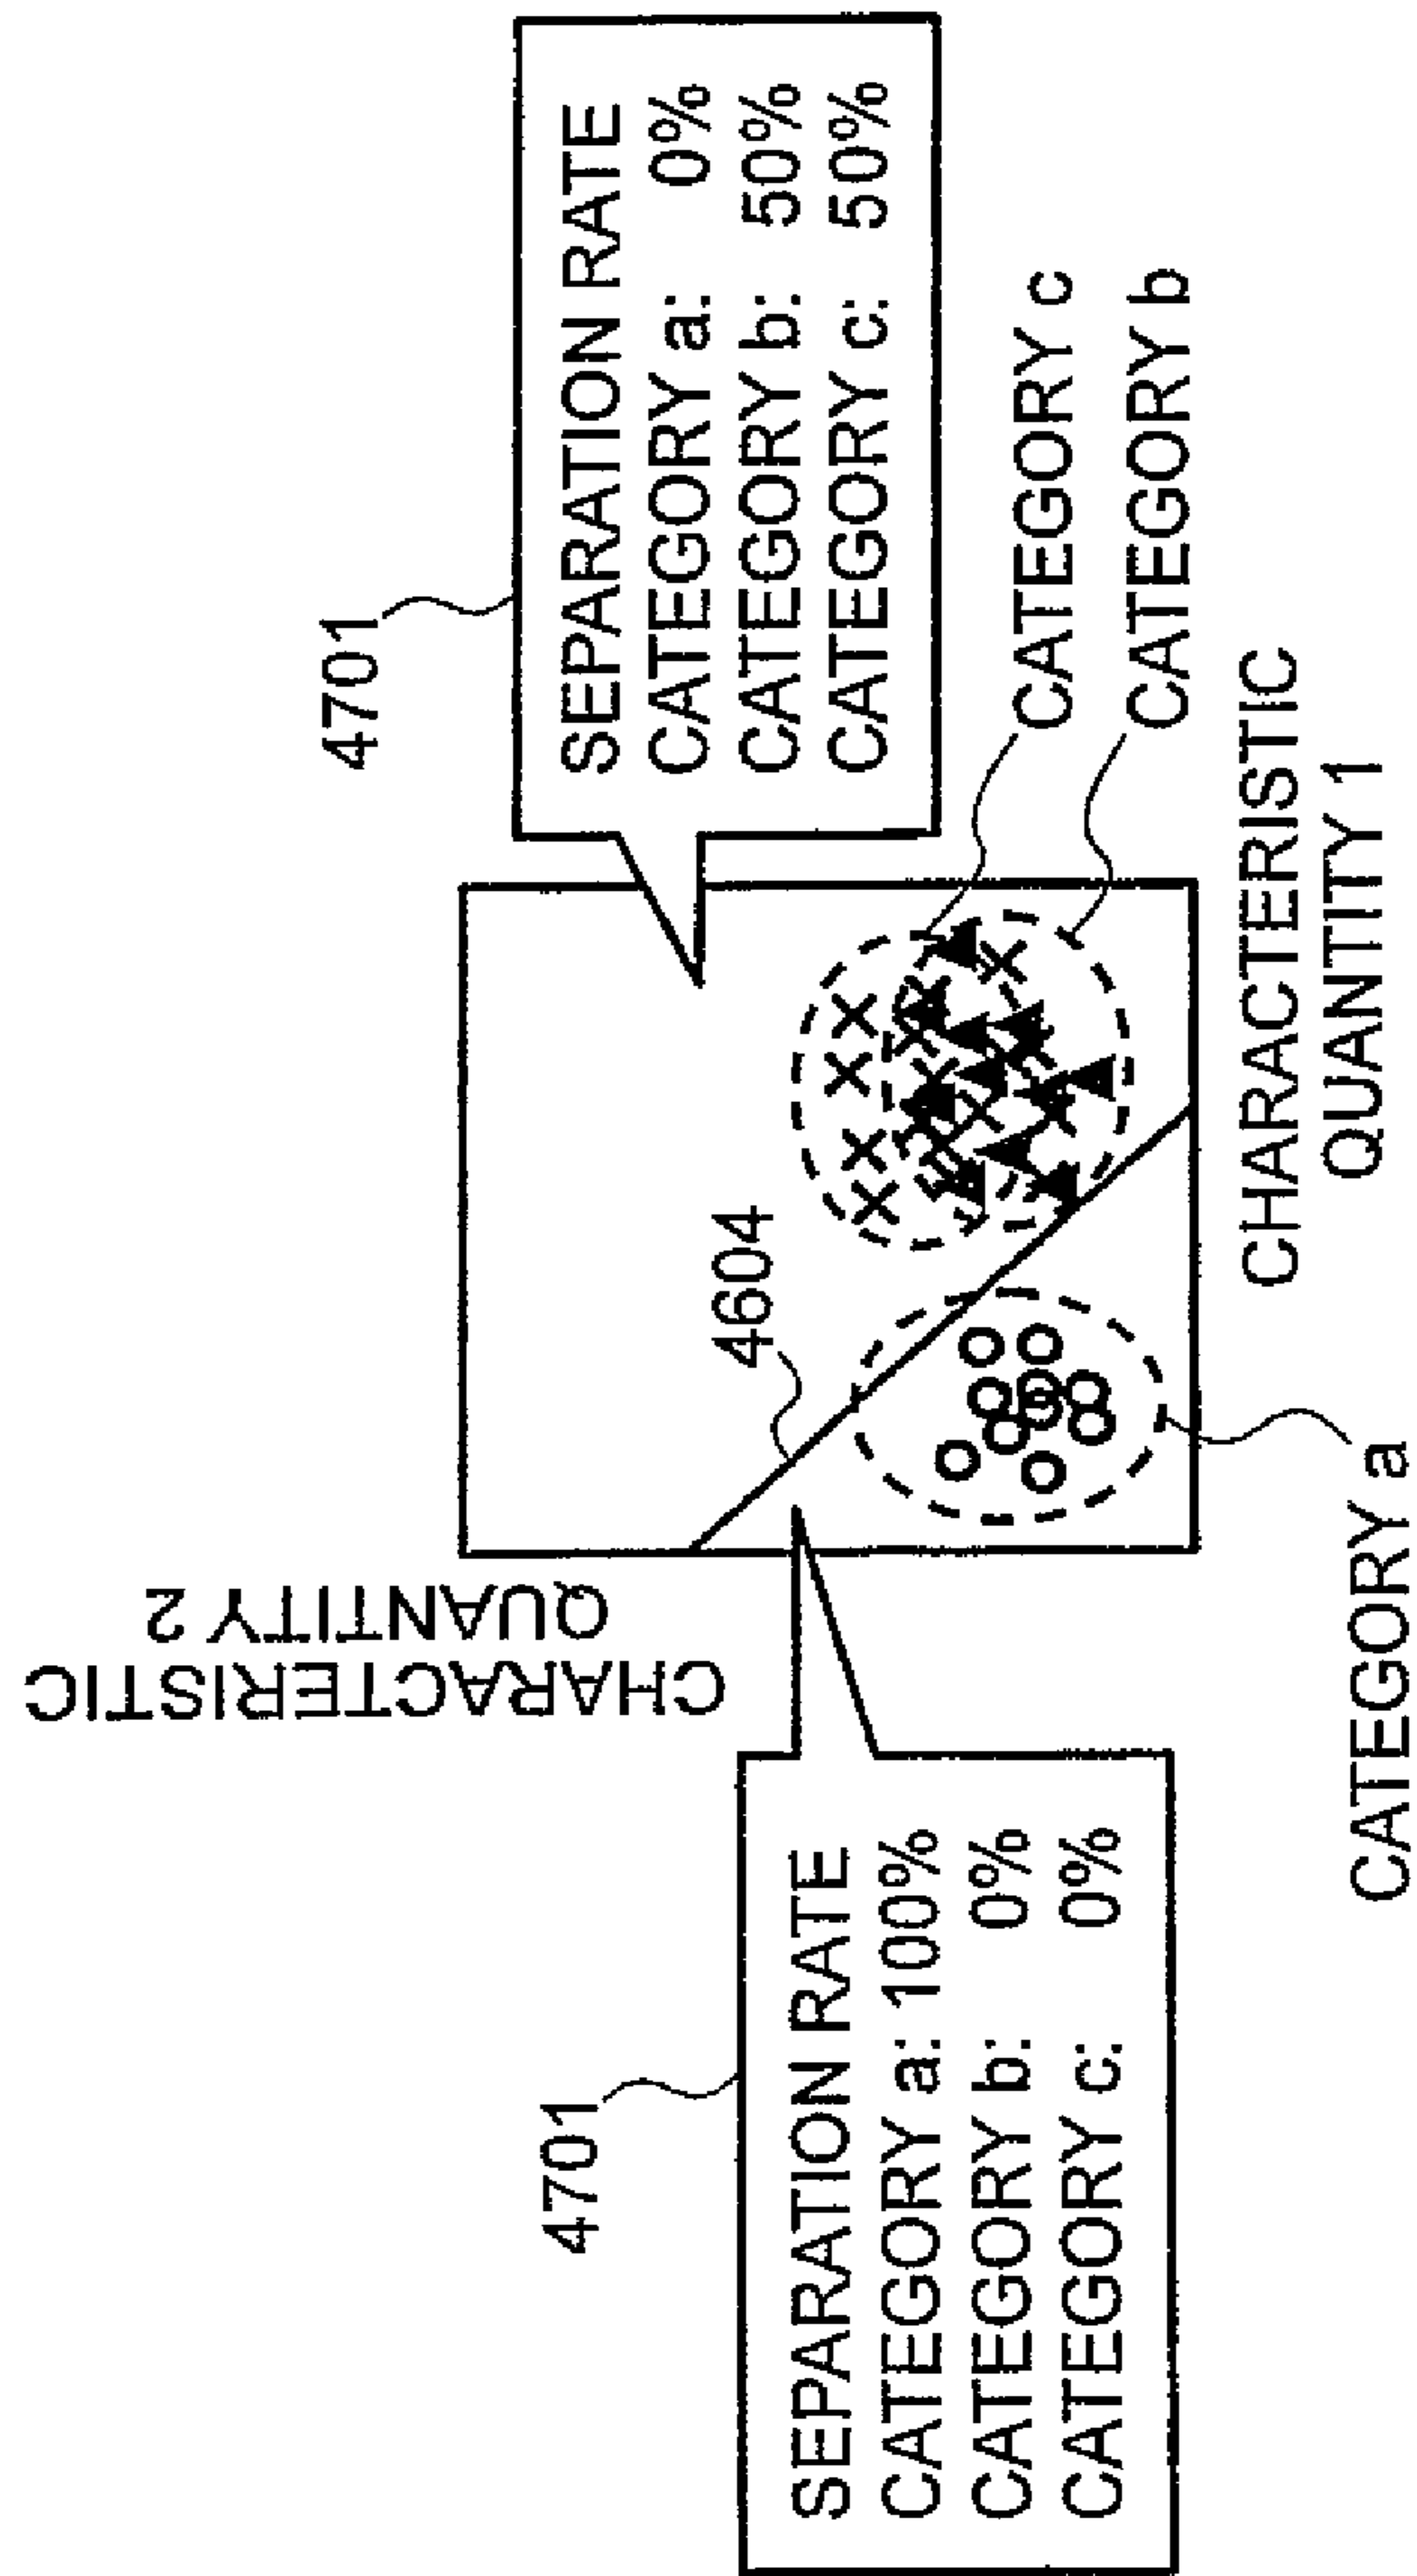 4701
SEPARATION RATE
CATEGORY a: 100%
CATEGORY b: 0%
CATEGORY c: 0%
CHARACTERISTIC
QUANTITY 2
4604
4701
SEPARATION RATE
CATEGORY a: 0%
CATEGORY b: 50%
CATEGORY c: 50%
CATEGORY c
CATEGORY b
CHARACTERISTIC
QUANTITY 1
CATEGORY a